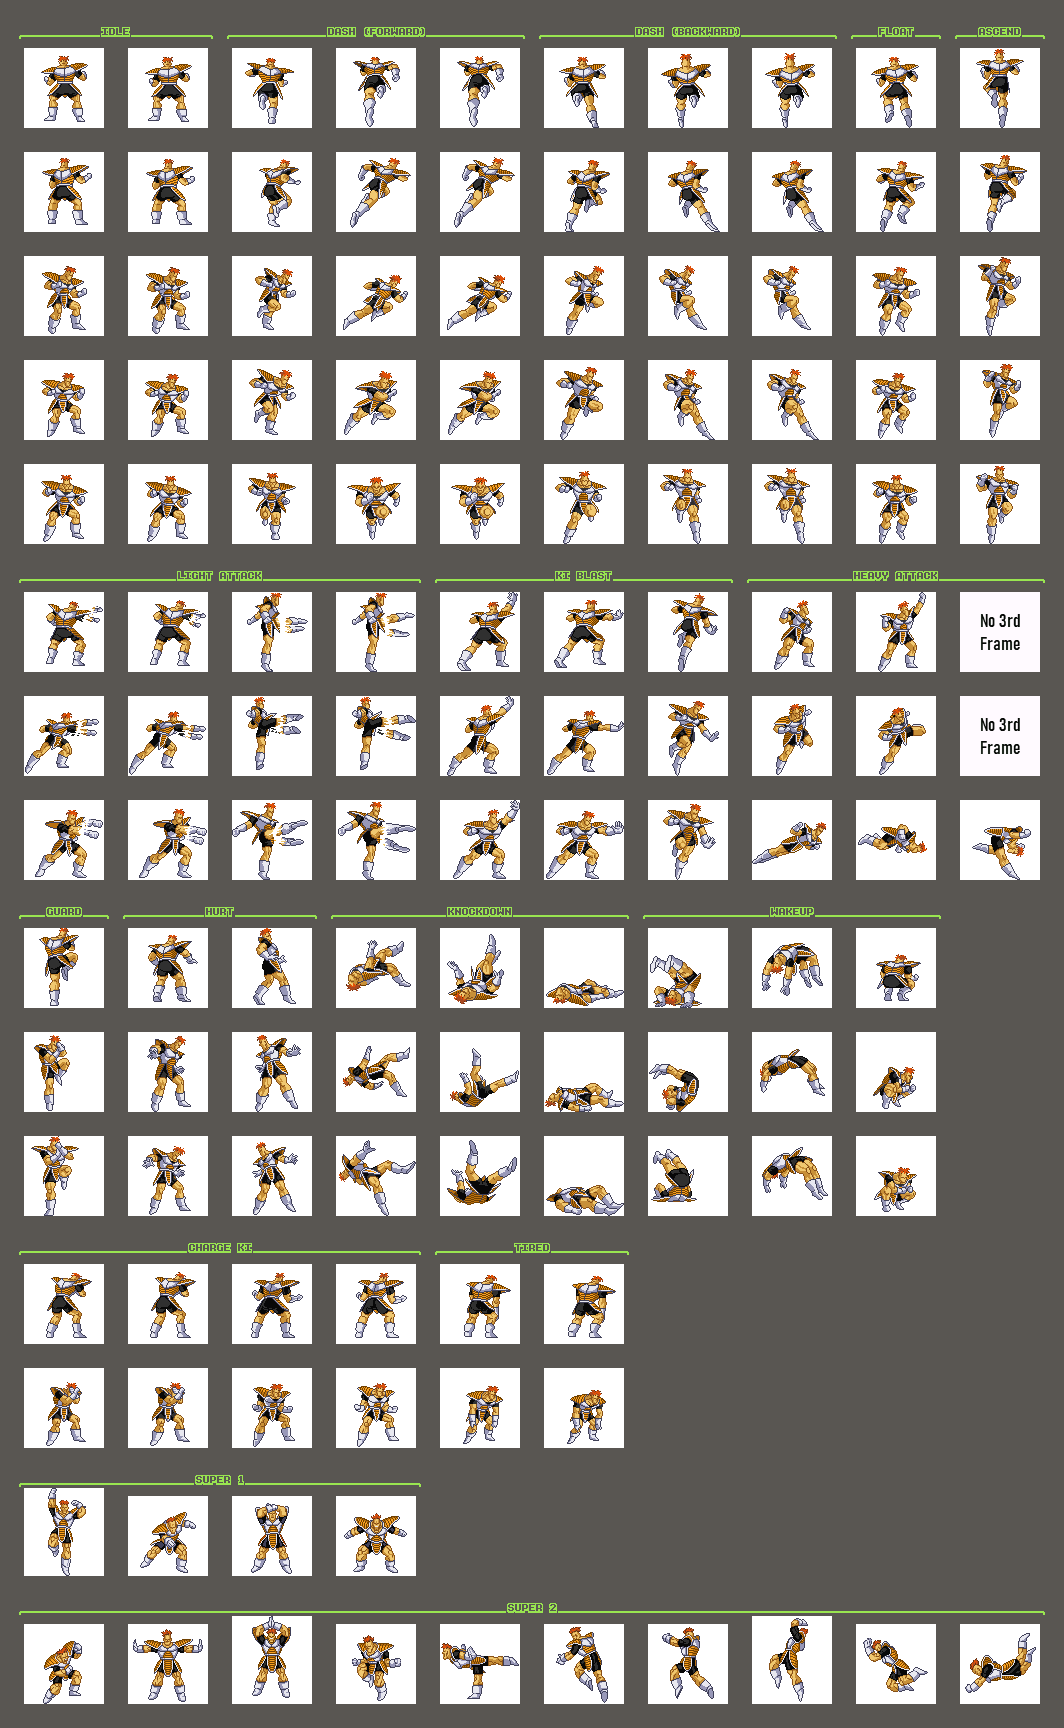 IDLE
DASH (FORWARD)
DASH (BACKWARD)
FLOAT
ASCEND
LIGHT ATTACK
KI BLAST
HEAVY ATTACK
No 3rd
Frame
No 3rd
Frame
GUARD
HURT
KNOCKDOWN
WAKEUP
CHARGE KI
TIRED
SUPER 1
SUPER 2